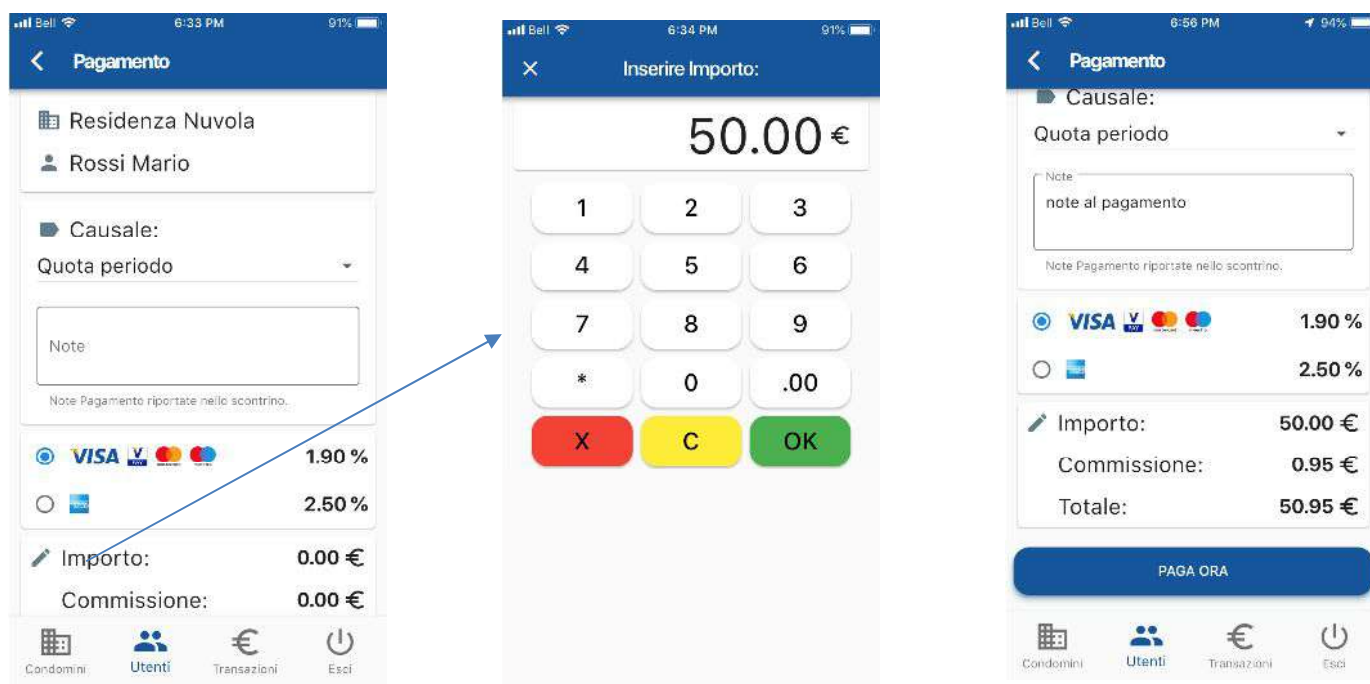 Bell 6:33 PM 91%
Pagamento
Residenza Nuvola
Rossi Mario
Causale:
Quota periodo
Note
Note Pagamento riportate nello scontrino.
VISA V PAY 1.90 %
2.50 %
Importo: 0.00 €
Commissione: 0.00 €
Condomini Utenti Transazioni Esci
Bell 6:34 PM 91%
× Inserire Importo:
50.00 €
1 2 3
4 5 6
7 8 9
* 0 .00
X C OK
Bell 6:56 PM 94%
Pagamento
Causale:
Quota periodo
Note
note al pagamento
Note Pagamento riportate nello scontrino.
VISA V PAY 1.90 %
2.50 %
Importo: 50.00 €
Commissione: 0.95 €
Totale: 50.95 €
PAGA ORA
Condomini Utenti Transazioni Esci